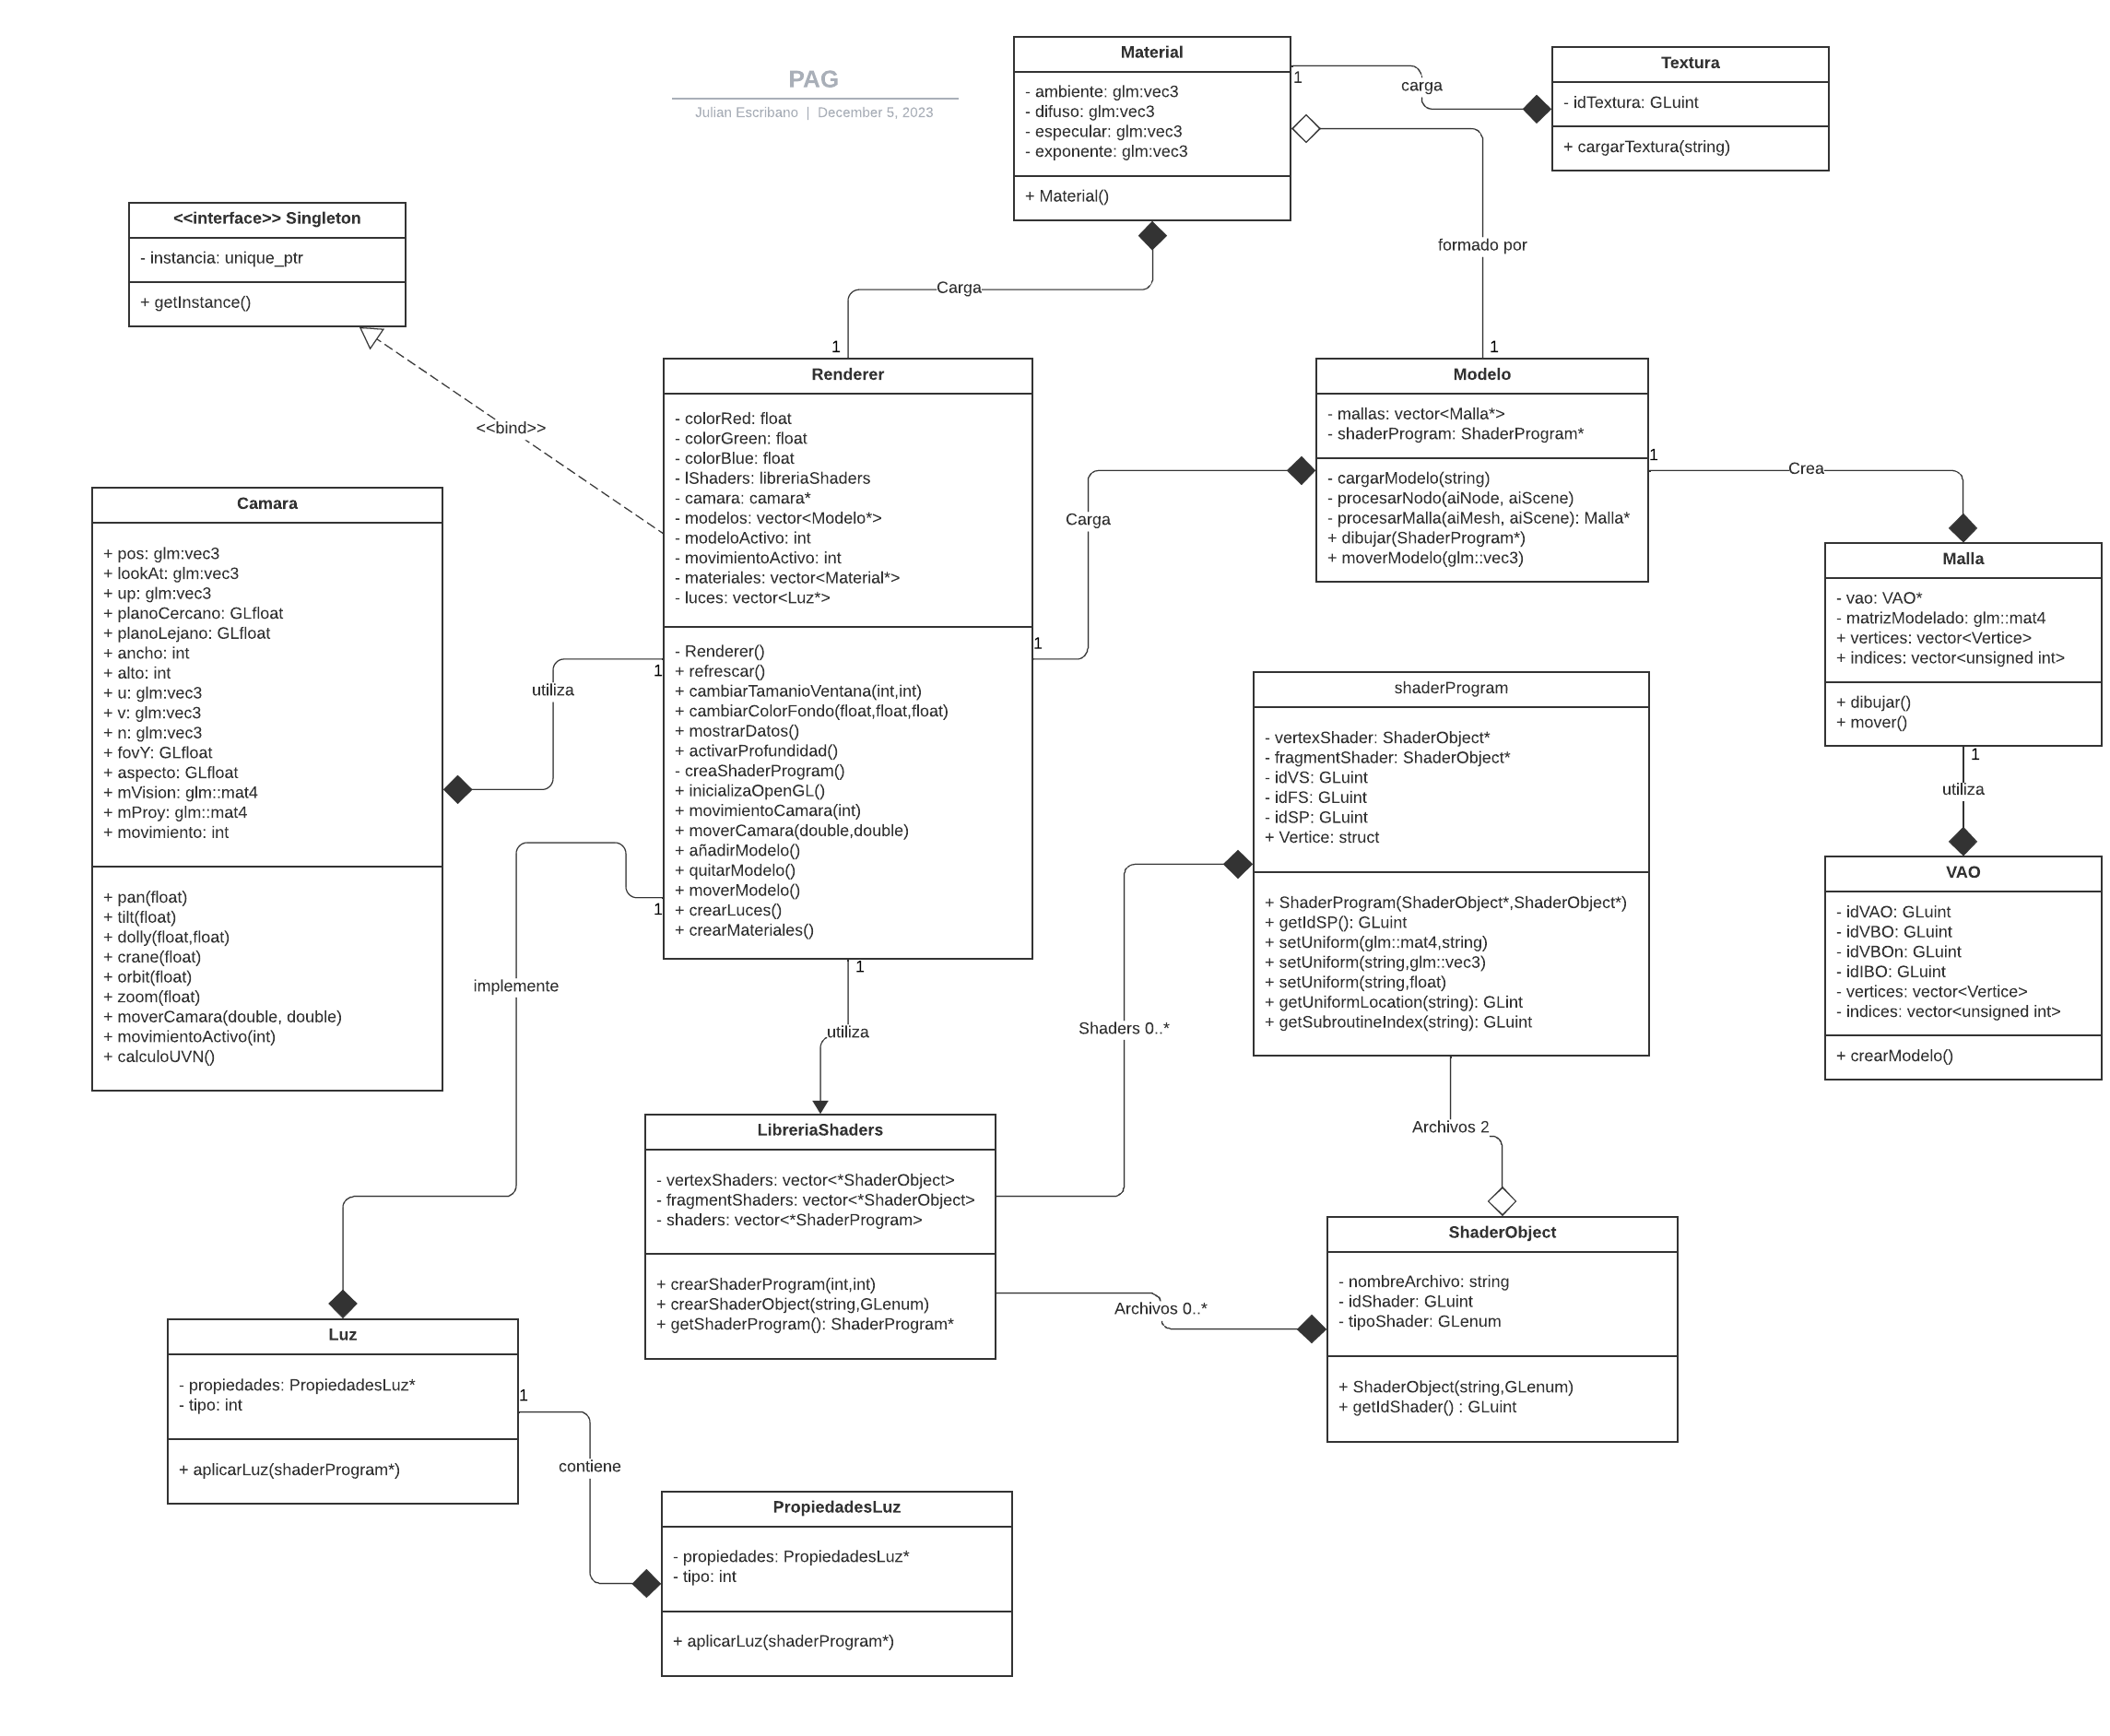 PAG
Julian Escribano | December 5, 2023
Material
- ambiente: glm:vec3
- difuso: glm:vec3
- especular: glm:vec3
- exponente: glm:vec3
+ Material()
1
carga
Textura
- idTextura: GLuint
+ cargarTextura(string)
formado por
1
<<interface>> Singleton
- instancia: unique_ptr
+ getInstance()
<<bind>>
Carga
1
Renderer
- colorRed: float
- colorGreen: float
- colorBlue: float
- lShaders: libreriaShaders
- camara: camara*
- modelos: vector<Modelo*>
- modeloActivo: int
- movimientoActivo: int
- materiales: vector<Material*>
- luces: vector<Luz*>
- Renderer()
+ refrescar()
+ cambiarTamanioVentana(int,int)
+ cambiarColorFondo(float,float,float)
+ mostrarDatos()
+ activarProfundidad()
- creaShaderProgram()
+ inicializaOpenGL()
+ movimientoCamara(int)
+ moverCamara(double,double)
+ añadirModelo()
+ quitarModelo()
+ moverModelo()
+ crearLuces()
+ crearMateriales()
Carga
1
Modelo
- mallas: vector<Malla*>
- shaderProgram: ShaderProgram*
- cargarModelo(string)
- procesarNodo(aiNode, aiScene)
- procesarMalla(aiMesh, aiScene): Malla*
+ dibujar(ShaderProgram*)
+ moverModelo(glm::vec3)
1
Crea
Malla
- vao: VAO*
- matrizModelado: glm::mat4
+ vertices: vector<Vertice>
+ indices: vector<unsigned int>
+ dibujar()
+ mover()
1
utiliza
VAO
- idVAO: GLuint
- idVBO: GLuint
- idVBOn: GLuint
- idIBO: GLuint
- vertices: vector<Vertice>
- indices: vector<unsigned int>
+ crearModelo()
Camara
+ pos: glm:vec3
+ lookAt: glm:vec3
+ up: glm:vec3
+ planoCercano: GLfloat
+ planoLejano: GLfloat
+ ancho: int
+ alto: int
+ u: glm:vec3
+ v: glm:vec3
+ n: glm:vec3
+ fovY: GLfloat
+ aspecto: GLfloat
+ mVision: glm::mat4
+ mProy: glm::mat4
+ movimiento: int
+ pan(float)
+ tilt(float)
+ dolly(float,float)
+ crane(float)
+ orbit(float)
+ zoom(float)
+ moverCamara(double, double)
+ movimientoActivo(int)
+ calculoUVN()
1
utiliza
1
implemente
1
utiliza
shaderProgram
- vertexShader: ShaderObject*
- fragmentShader: ShaderObject*
- idVS: GLuint
- idFS: GLuint
- idSP: GLuint
+ Vertice: struct
+ ShaderProgram(ShaderObject*,ShaderObject*)
+ getIdSP(): GLuint
+ setUniform(glm::mat4,string)
+ setUniform(string,glm::vec3)
+ setUniform(string,float)
+ getUniformLocation(string): GLint
+ getSubroutineIndex(string): GLuint
Shaders 0..*
Archivos 2
LibreriaShaders
- vertexShaders: vector<*ShaderObject>
- fragmentShaders: vector<*ShaderObject>
- shaders: vector<*ShaderProgram>
+ crearShaderProgram(int,int)
+ crearShaderObject(string,GLenum)
+ getShaderProgram(): ShaderProgram*
Archivos 0..*
ShaderObject
- nombreArchivo: string
- idShader: GLuint
- tipoShader: GLenum
+ ShaderObject(string,GLenum)
+ getIdShader() : GLuint
Luz
- propiedades: PropiedadesLuz*
- tipo: int
+ aplicarLuz(shaderProgram*)
1
contiene
PropiedadesLuz
- propiedades: PropiedadesLuz*
- tipo: int
+ aplicarLuz(shaderProgram*)